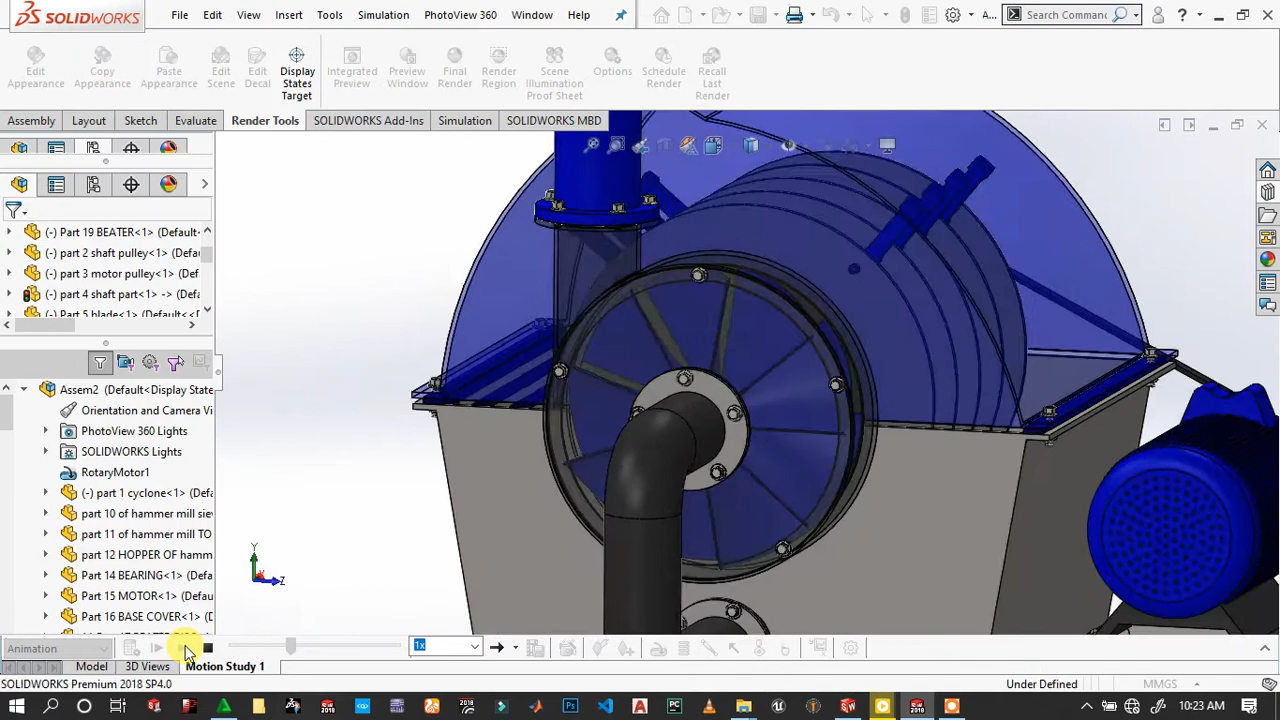 SOLIDWORKS File Edit View Insert Tools Simulation PhotoView 360 Window Help A... Search Commands
Edit Appearance
Copy Appearance
Paste Appearance
Edit Scene
Edit Decal
Display States Target
Integrated Preview
Preview Window
Final Render
Render Region
Scene Illumination Proof Sheet
Options
Schedule Render
Recall Last Render
Assembly Layout Sketch Evaluate Render Tools SOLIDWORKS Add-Ins Simulation SOLIDWORKS MBD
(-) Part 19 BEATER<1> (Default
(-) part 2 shaft pulley<1> (Defau
(-) part 3 motor pulley<1> (Def
(-) part 4 shaft part<1> -> (Defa
Assem2 (Default<Display State
Orientation and Camera Vi
PhotoView 360 Lights
SOLIDWORKS Lights
RotaryMotor1
(-) part 1 cyclone<1> (Defa
part 10 of hammer mill siev
part 11 of hammer mill TO
part 12 HOPPER OF hamm
Part 14 BEARING<1> (Defa
Part 15 MOTOR<1> (Defau
Part 16 BASE COVER<1> (D
Y
Z
Animation 1x
Model 3D Views Motion Study 1
SOLIDWORKS Premium 2018 SP4.0 Under Defined MMGS
10:23 AM